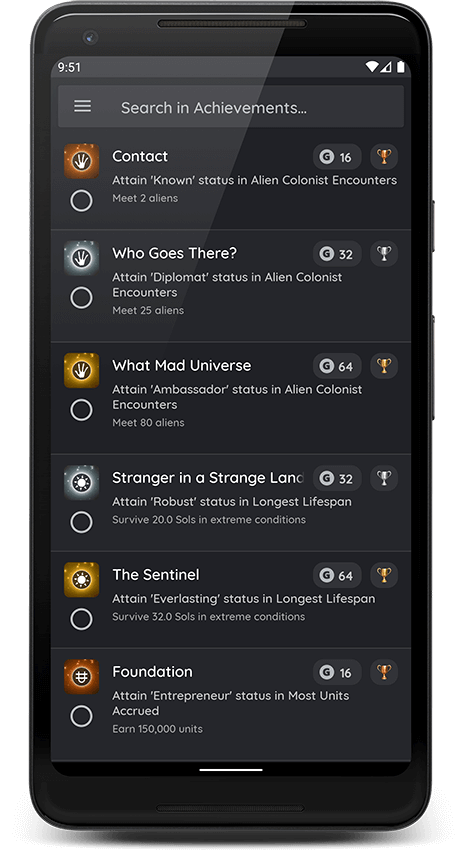 9:51
Search in Achievements...
Contact
G 16
Attain 'Known' status in Alien Colonist Encounters
Meet 2 aliens
Who Goes There?
G 32
Attain 'Diplomat' status in Alien Colonist
Encounters
Meet 25 aliens
What Mad Universe
G 64
Attain 'Ambassador' status in Alien Colonist
Encounters
Meet 80 aliens
Stranger in a Strange Land
G 32
Attain 'Robust' status in Longest Lifespan
Survive 20.0 Sols in extreme conditions
The Sentinel
G 64
Attain 'Everlasting' status in Longest Lifespan
Survive 32.0 Sols in extreme conditions
Foundation
G 16
Attain 'Entrepreneur' status in Most Units
Accrued
Earn 150,000 units